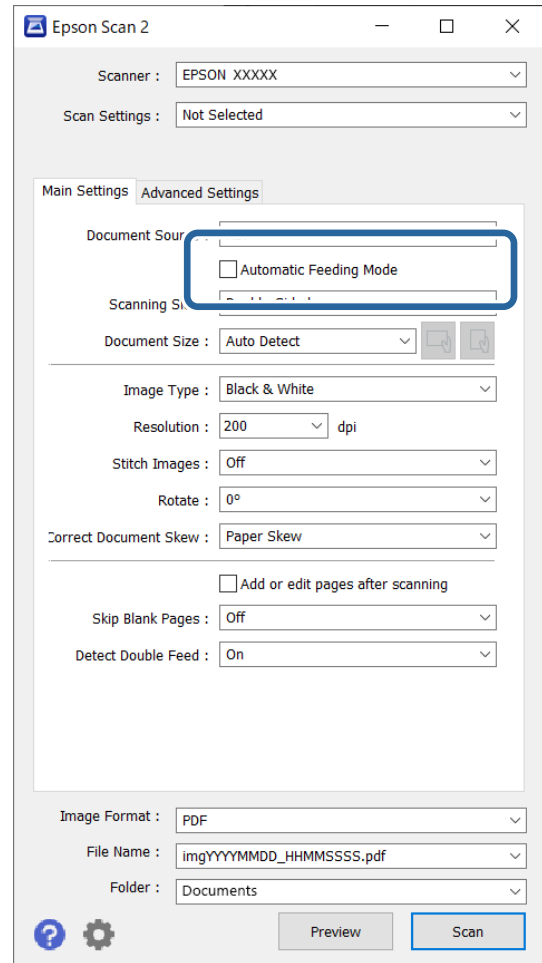 Epson Scan 2
Scanner : EPSON XXXXX
Scan Settings : Not Selected
Main Settings Advanced Settings
Document
Automatic Feeding Mode
Scanning
Document Size : Auto Detect
Image Type : Black & White
Resolution : 200 dpi
Stitch Images : Off
Rotate : 0°
Correct Document Skew : Paper Skew
Add or edit pages after scanning
Skip Blank Pages : Off
Detect Double Feed : On
Image Format : PDF
File Name : imgYYYYMMDD_HHMMSSSS.pdf
Folder : Documents
Preview Scan